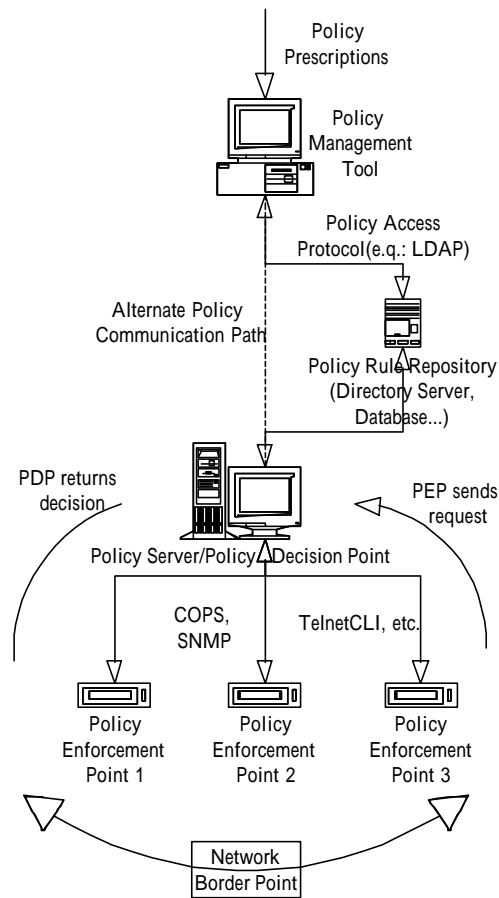 Policy
Prescriptions
Policy
Management
Tool
Policy Access
Protocol(e.q.: LDAP)
Alternate Policy
Communication Path
Policy Rule Repository
(Directory Server,
Database...)
PDP returns
decision
PEP sends
request
Policy Server/Policy Decision Point
COPS,
SNMP
TelnetCLI, etc.
Policy
Enforcement
Point 1
Policy
Enforcement
Point 2
Policy
Enforcement
Point 3
Network
Border Point